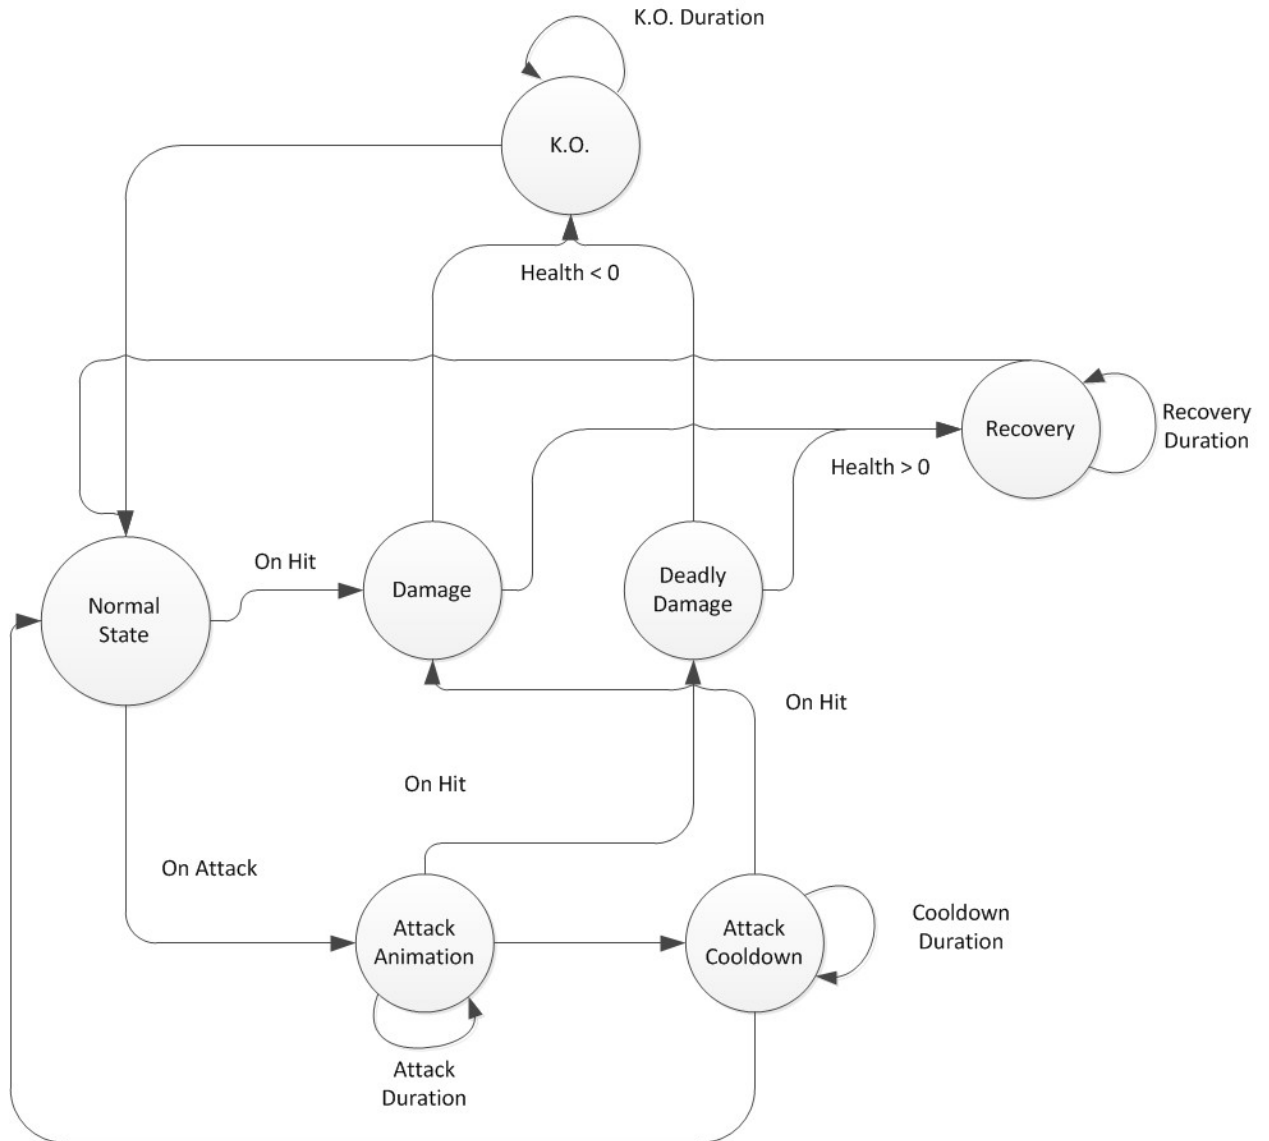 K.O. Duration
K.O.
Health < 0
Recovery
Recovery
Duration
Health > 0
On Hit
Damage
Deadly
Damage
Normal
State
On Hit
On Hit
On Attack
Attack
Animation
Attack
Cooldown
Cooldown
Duration
Attack
Duration